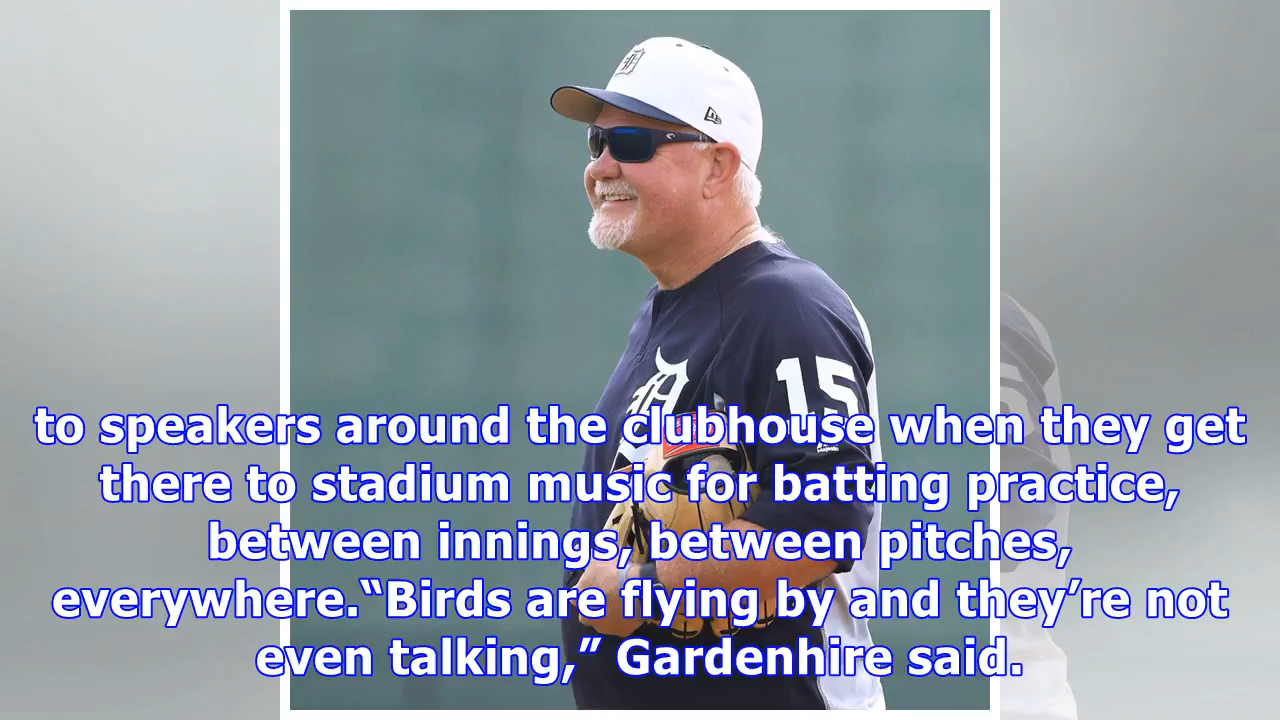 15
to speakers around the clubhouse when they get
there to stadium music for batting practice,
between innings, between pitches,
everywhere.“Birds are flying by and they’re not
even talking,” Gardenhire said.